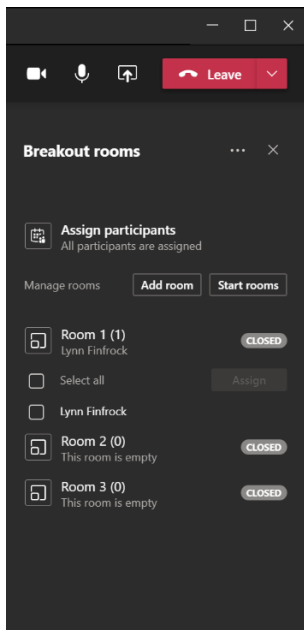 Leave
Breakout rooms
Assign participants
All participants are assigned
Manage rooms Add room Start rooms
Room 1 (1) CLOSED
Lynn Finfrock
Select all Assign
Lynn Finfrock
Room 2 (0) CLOSED
This room is empty
Room 3 (0) CLOSED
This room is empty